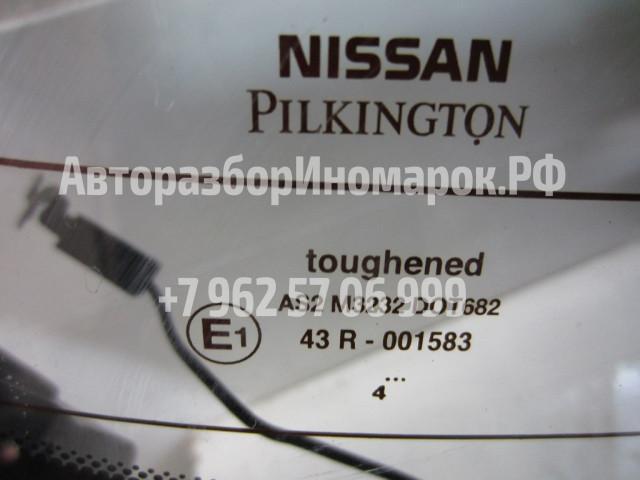 NISSAN
PILKINGTON
АвторазборИномарок.РФ
toughened
+7 962 57 06 999
AS2 M3232 DOT682
E1
43 R - 001583
...
4